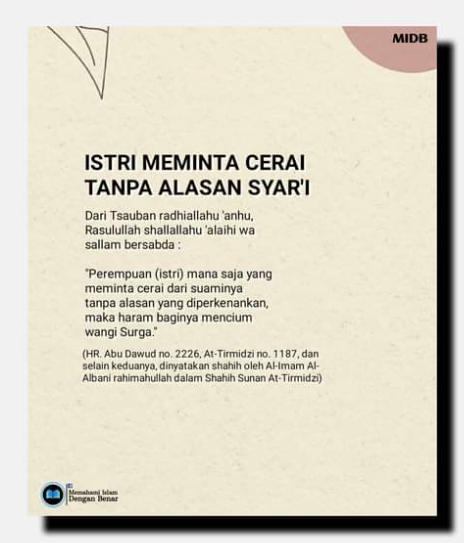 MIDB
ISTRI MEMINTA CERAI
TANPA ALASAN SYAR'I
Dari Tsauban radhiallahu 'anhu,
Rasulullah shallallahu 'alaihi wa
sallam bersabda :
"Perempuan (istri) mana saja yang
meminta cerai dari suaminya
tanpa alasan yang diperkenankan,
maka haram baginya mencium
wangi Surga."
(HR. Abu Dawud no. 2226, At-Tirmidzi no. 1187, dan
selain keduanya, dinyatakan shahih oleh Al-Imam Al-
Albani rahimahullah dalam Shahih Sunan At-Tirmidzi)
Memahami Islam
Dengan Benar